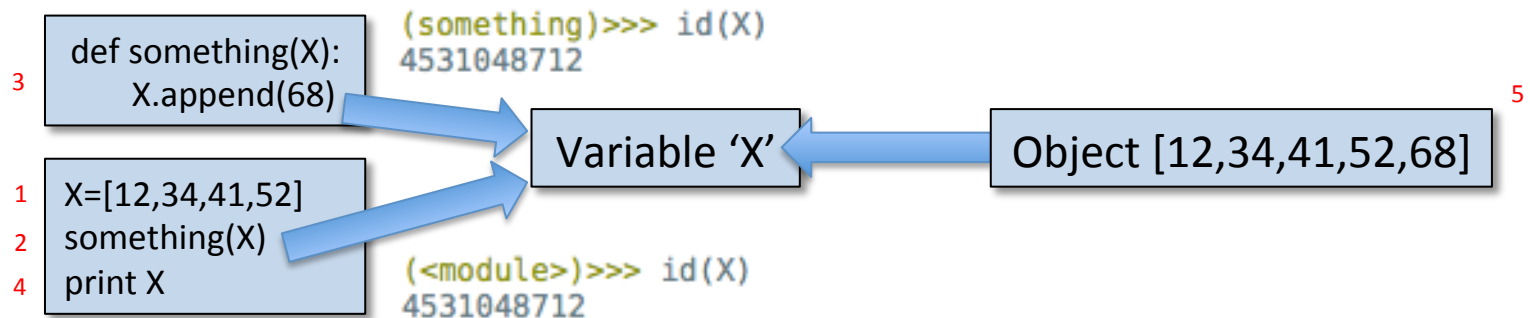 (something)>>> id(X)
4531048712
def something(X):
3
X.append(68)
5
Variable ‘X’
Object [12,34,41,52,68]
1
X=[12,34,41,52]
2
something(X)
4
print X
(<module>)>>> id(X)
4531048712